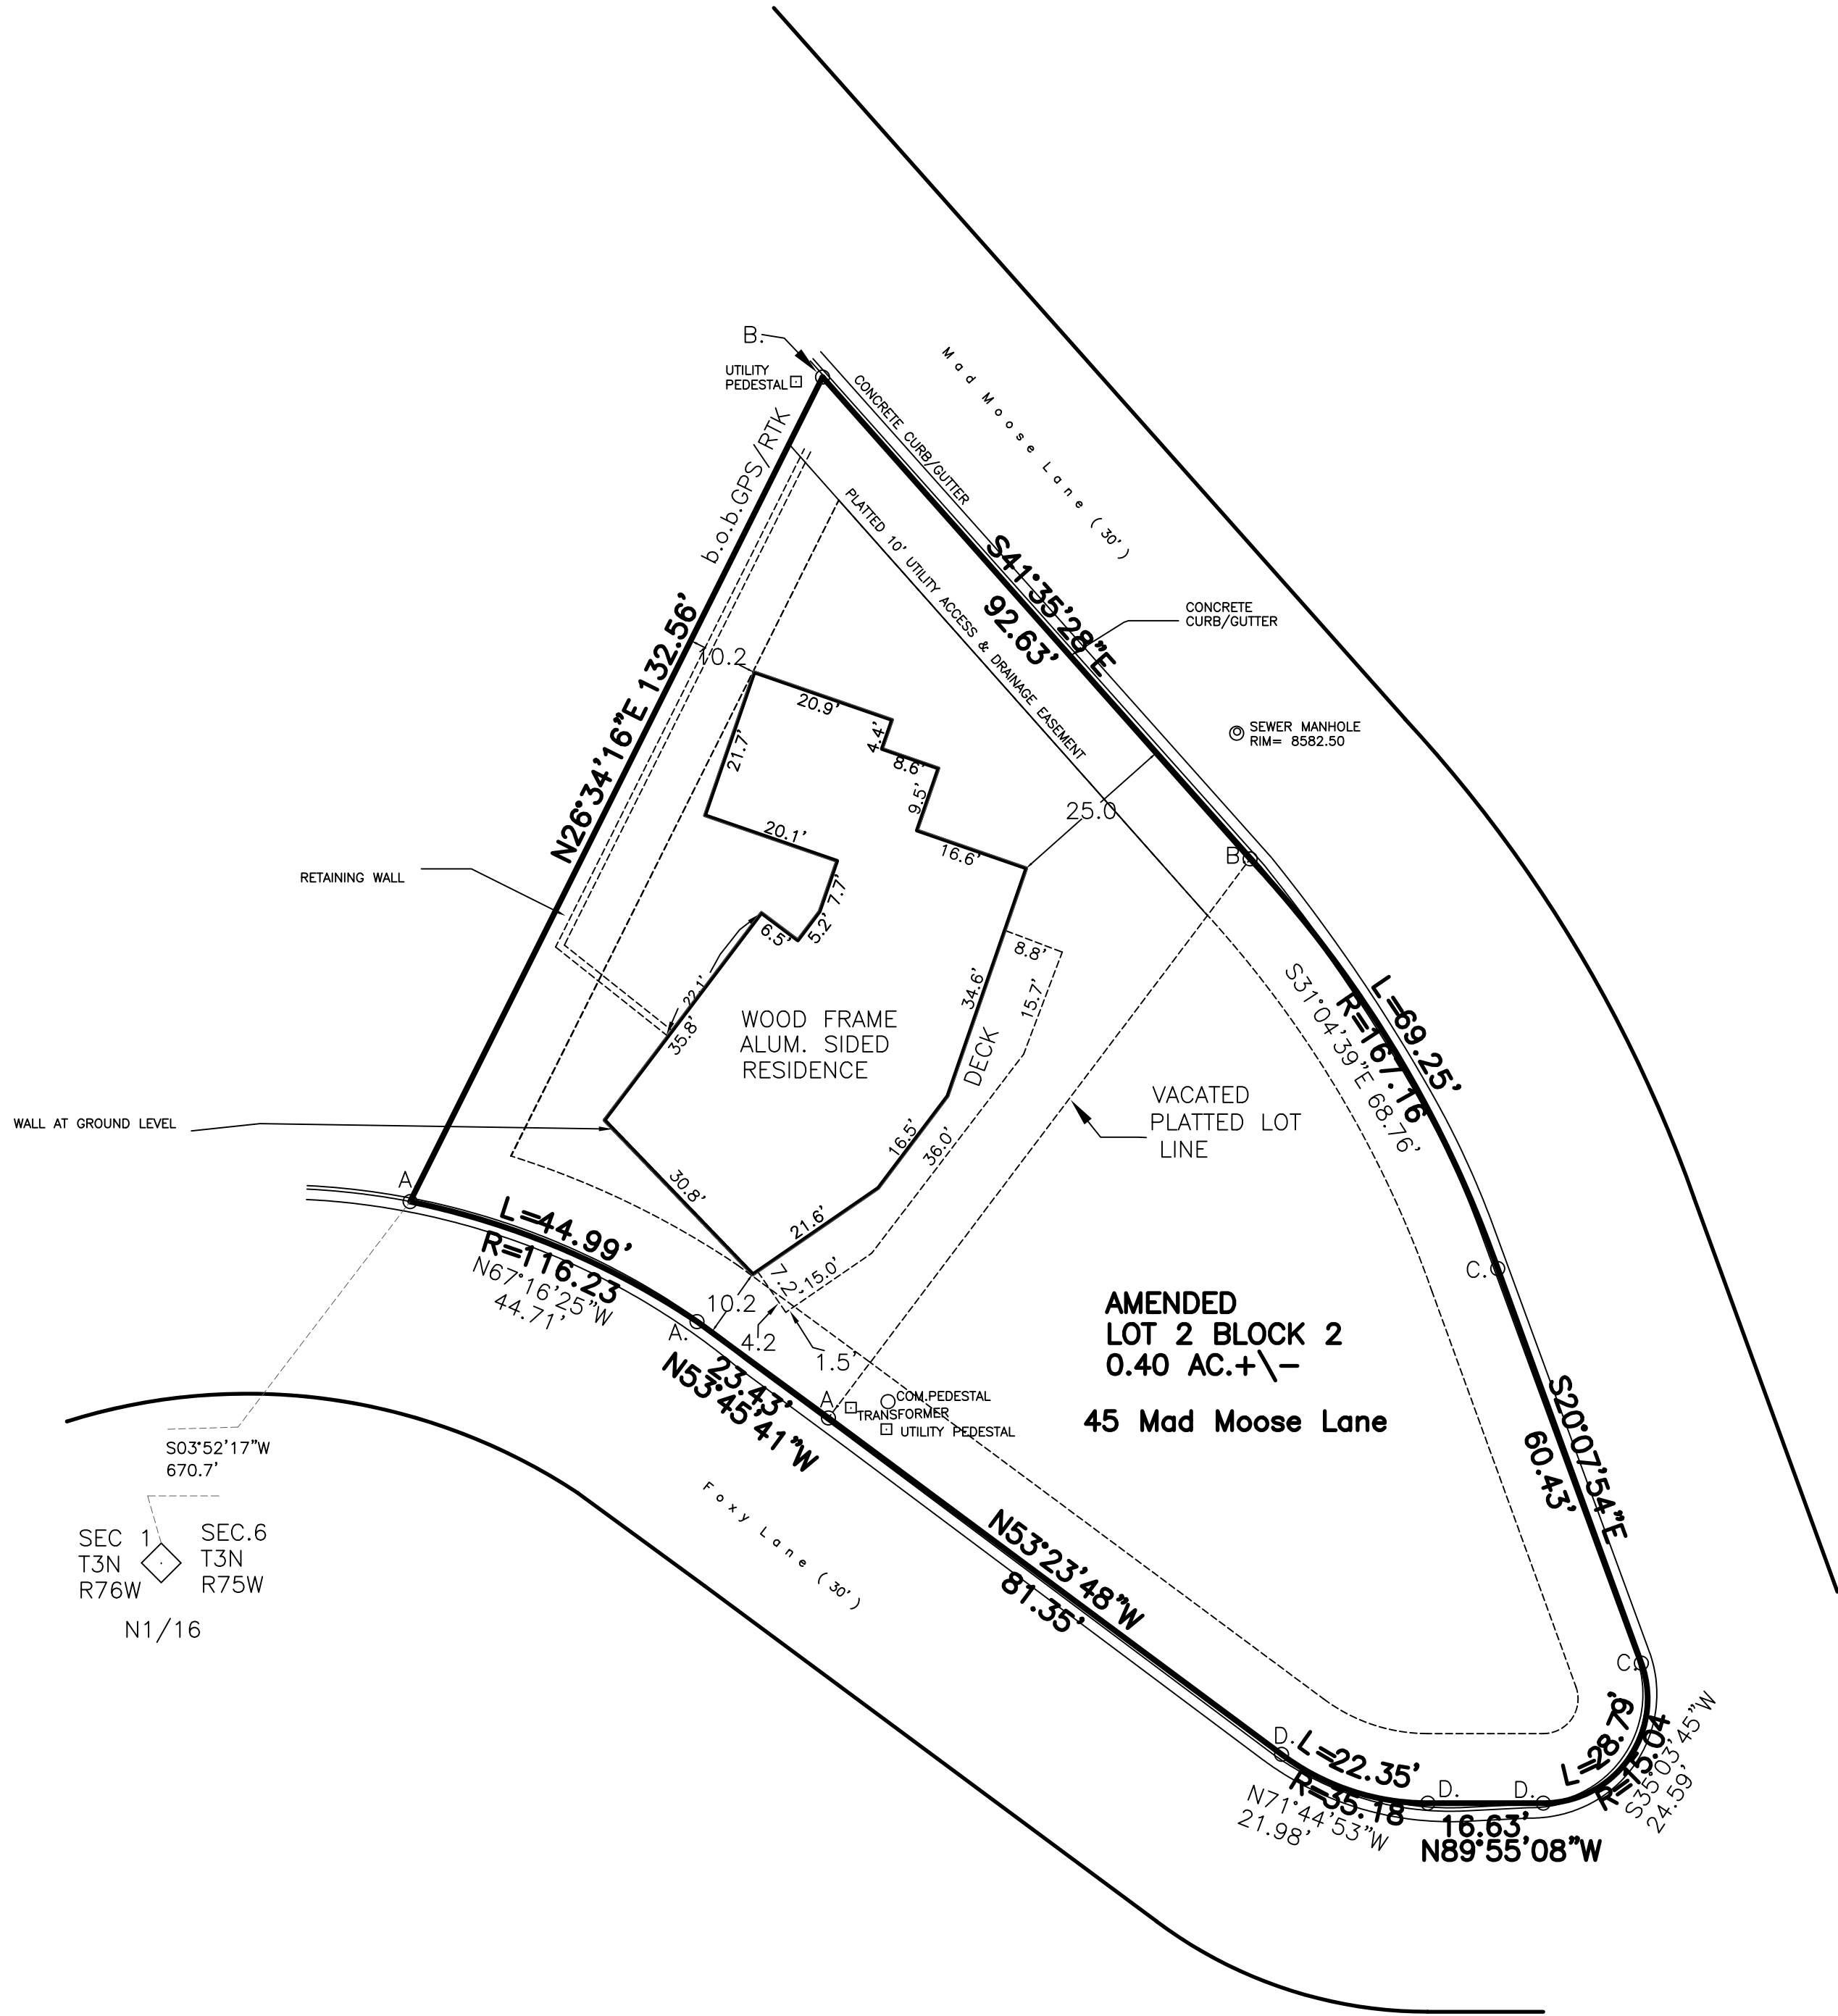 B.
UTILITY
PEDESTAL
b.o.b.GPS/RTK
CONCRETE CURB/GUTTER
Mad Moose Lane (30')
PLATTED 10' UTILITY ACCESS & DRAINAGE EASEMENT
S41°35'28"E
92.63'
CONCRETE
CURB/GUTTER
N26°34'16"E 132.56'
10.2
20.9'
4.4'
8.6'
9.5'
16.6'
21.7'
20.1'
7.7'
5.2'
6.5'
25.0
SEWER MANHOLE
RIM= 8582.50
B
RETAINING WALL
22.1'
35.8'
34.6'
8.8'
15.7'
DECK
WOOD FRAME
ALUM. SIDED
RESIDENCE
L=69.25'
R=167.16
S31°04'39"E 68.76'
VACATED
PLATTED LOT
LINE
WALL AT GROUND LEVEL
A
30.8'
21.6'
16.5'
36.0'
15.0'
7.2'
10.2
4.2
1.5'
L=44.99'
R=116.23
N67°16'25"W
44.71'
A.
23.43'
N53°45'41"W
A
COM.PEDESTAL
TRANSFORMER
UTILITY PEDESTAL
C.
AMENDED
LOT 2 BLOCK 2
0.40 AC.+\-
45 Mad Moose Lane
S20°07'54"E
60.43'
S03°52'17"W
670.7'
SEC 1
T3N
R76W
SEC.6
T3N
R75W
N1/16
Foxy Lane (30')
N53°23'48"W
81.35'
C.
D.
L=22.35'
R=35.18
N71°44'53"W
21.98'
D.
D.
16.63'
N89°55'08"W
L=28.79'
R=15.04
S35°03'45"W
24.59'